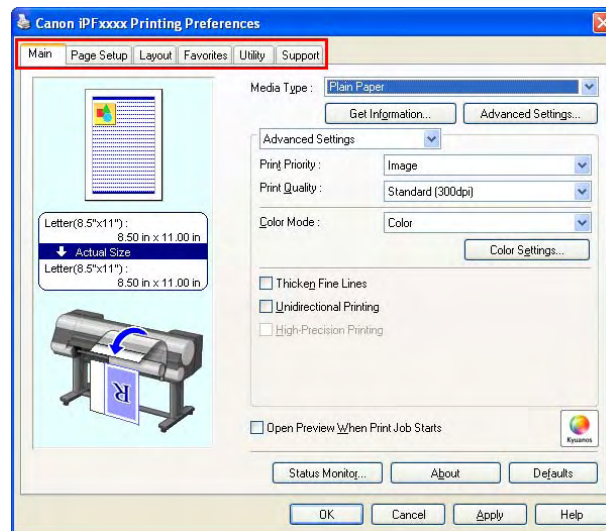 Canon iPFxxxx Printing Preferences
Main Page Setup Layout Favorites Utility Support
Media Type : Plain Paper
Get Information... Advanced Settings...
Advanced Settings
Print Priority : Image
Print Quality : Standard (300dpi)
Color Mode : Color
Color Settings...
Letter(8.5"x11") :
8.50 in x 11.00 in
Actual Size
Letter(8.5"x11") :
8.50 in x 11.00 in
Thicken Fine Lines
Unidirectional Printing
High-Precision Printing
R
Open Preview When Print Job Starts
Kyuanos
Status Monitor... About Defaults
OK Cancel Apply Help